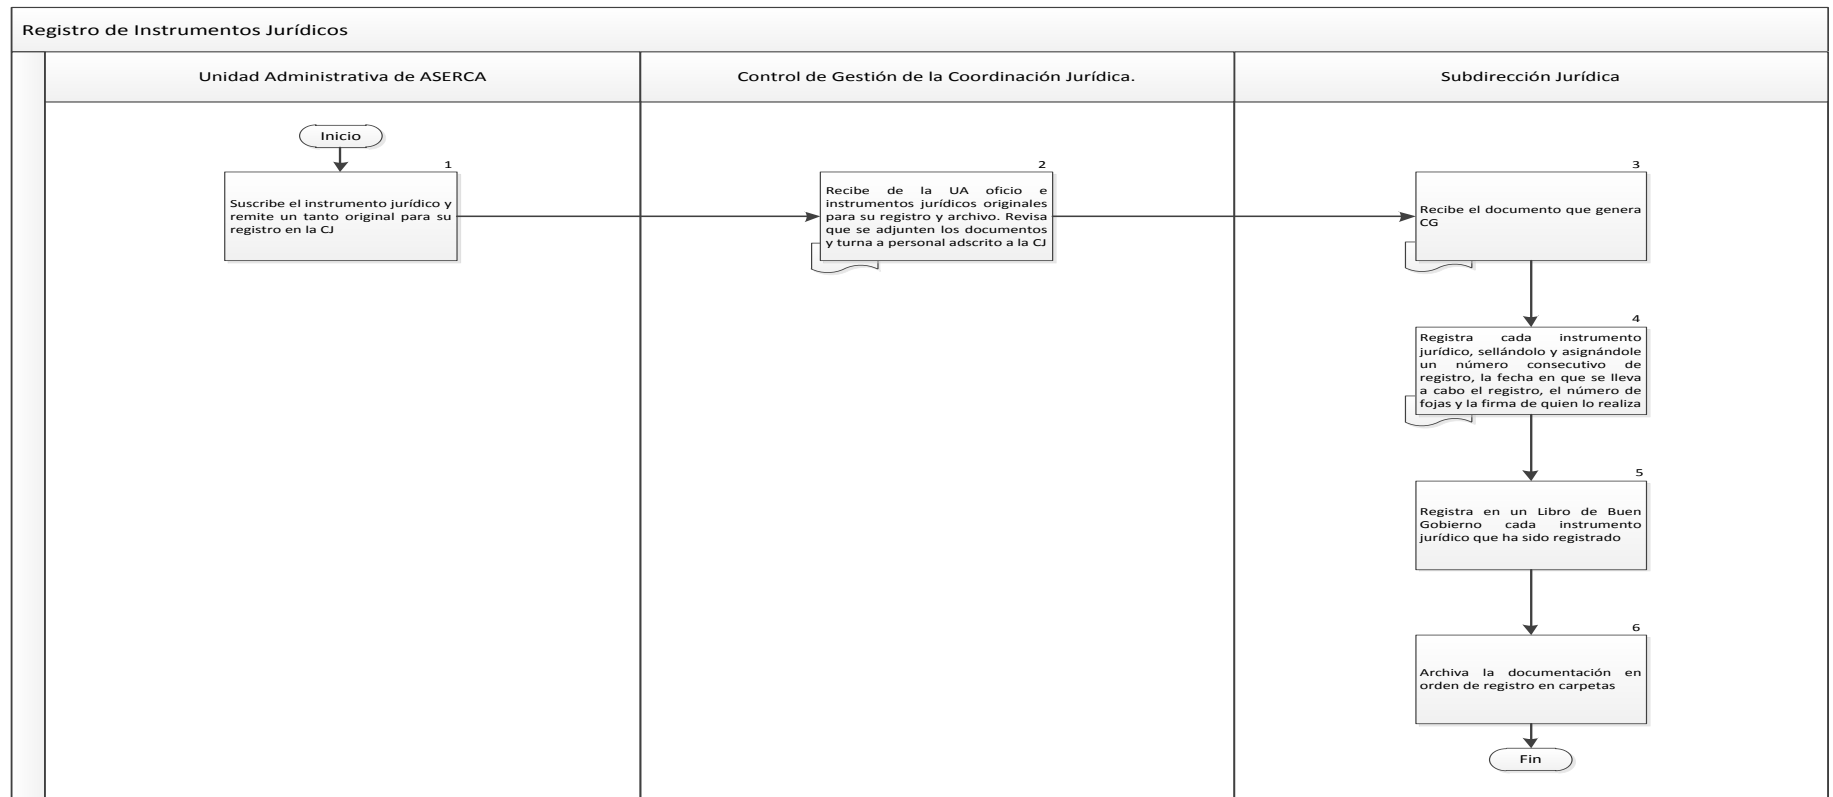 Registro de Instrumentos Jurídicos
Unidad Administrativa de ASERCA
Control de Gestión de la Coordinación Jurídica.
Subdirección Jurídica
Inicio
1
Suscribe el instrumento jurídico y
remite un tanto original para su
registro en la CJ
2
Recibe de la UA oficio e
instrumentos jurídicos originales
para su registro y archivo. Revisa
que se adjunten los documentos
y turna a personal adscrito a la CJ
3
Recibe el documento que genera
CG
4
Registra cada instrumento
jurídico, sellándolo y asignándole
un número consecutivo de
registro, la fecha en que se lleva
a cabo el registro, el número de
fojas y la firma de quien lo realiza
5
Registra en un Libro de Buen
Gobierno cada instrumento
jurídico que ha sido registrado
6
Archiva la documentación en
orden de registro en carpetas
Fin